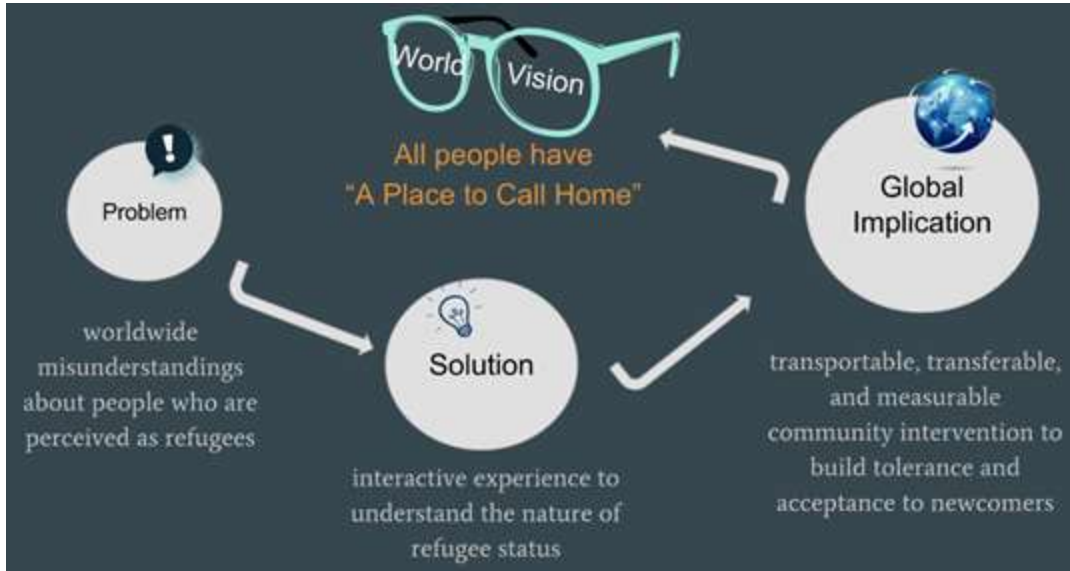 World
Vision
All people have
“A Place to Call Home”
!
Problem
worldwide
misunderstandings
about people who are
perceived as refugees
Solution
interactive experience to
understand the nature of
refugee status
Global
Implication
transportable, transferable,
and measurable
community intervention to
build tolerance and
acceptance to newcomers